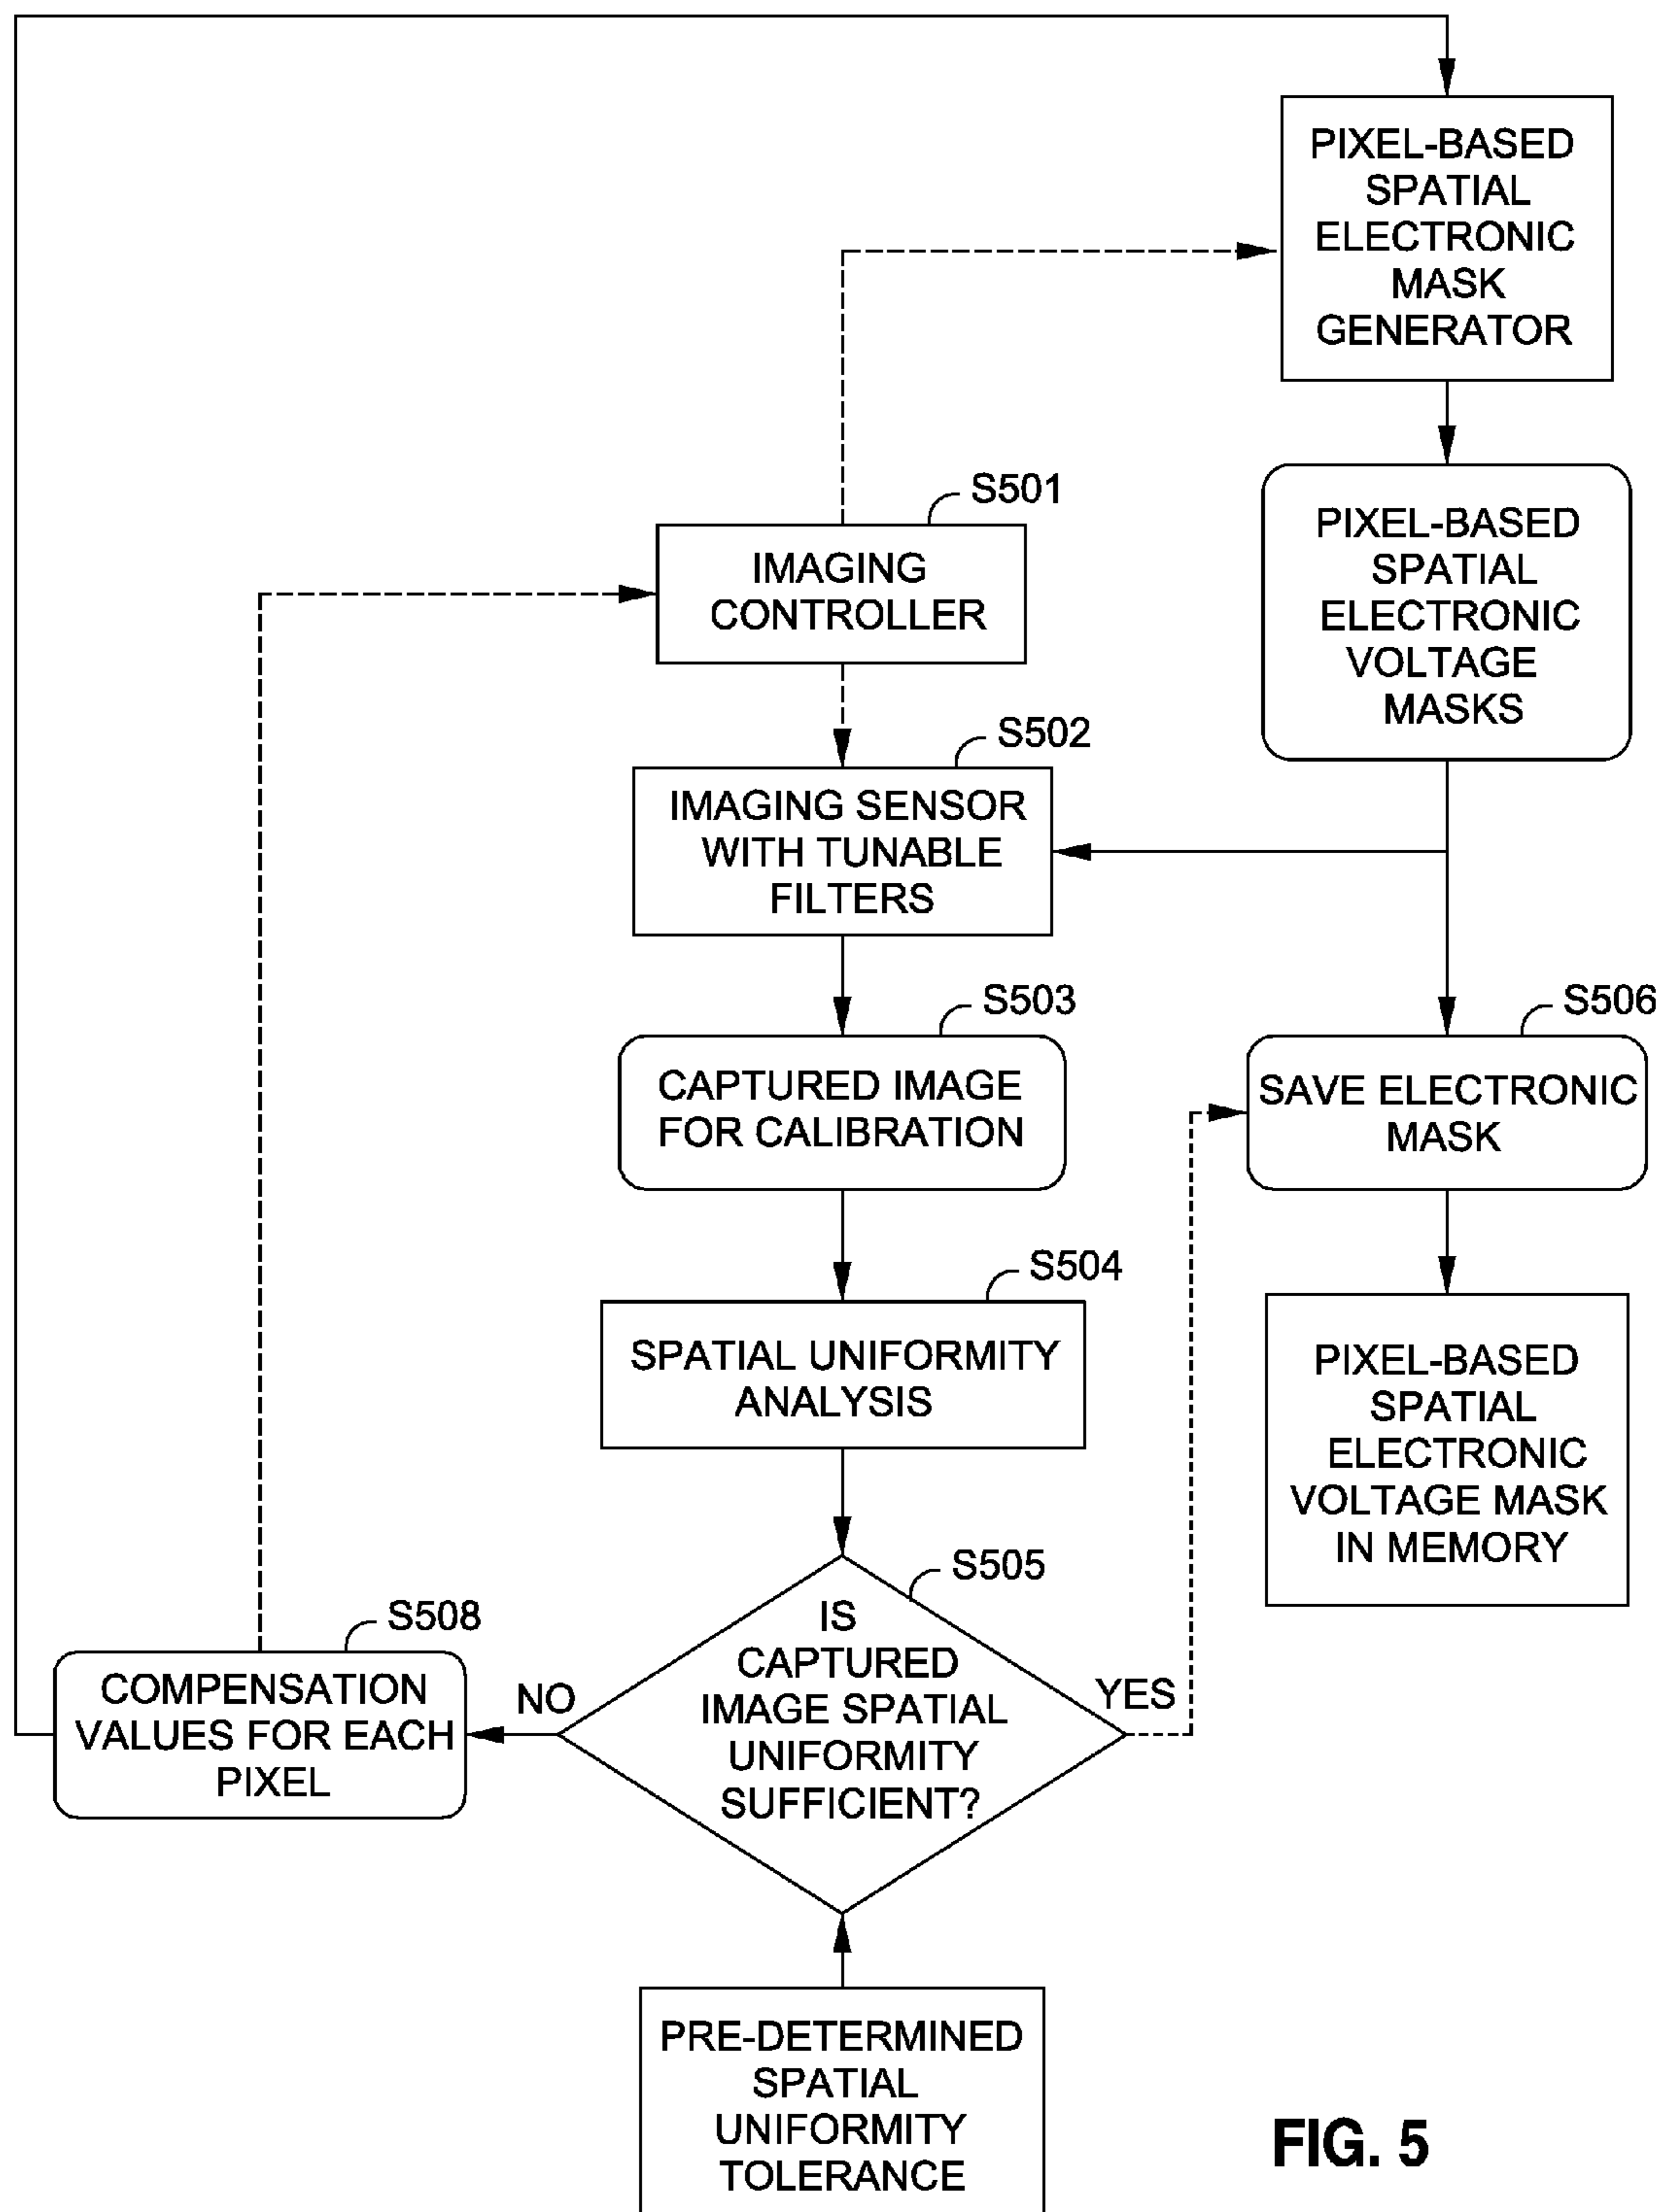 PIXEL-BASED
SPATIAL
ELECTRONIC
MASK
GENERATOR
S501
IMAGING
CONTROLLER
PIXEL-BASED
SPATIAL
ELECTRONIC
VOLTAGE
MASKS
S502
IMAGING SENSOR
WITH TUNABLE
FILTERS
S503
CAPTURED IMAGE
FOR CALIBRATION
S506
SAVE ELECTRONIC
MASK
S504
SPATIAL UNIFORMITY
ANALYSIS
PIXEL-BASED
SPATIAL
ELECTRONIC
VOLTAGE MASK
IN MEMORY
S505
IS
CAPTURED
IMAGE SPATIAL
UNIFORMITY
SUFFICIENT?
YES
NO
S508
COMPENSATION
VALUES FOR EACH
PIXEL
PRE-DETERMINED
SPATIAL
UNIFORMITY
TOLERANCE
FIG. 5